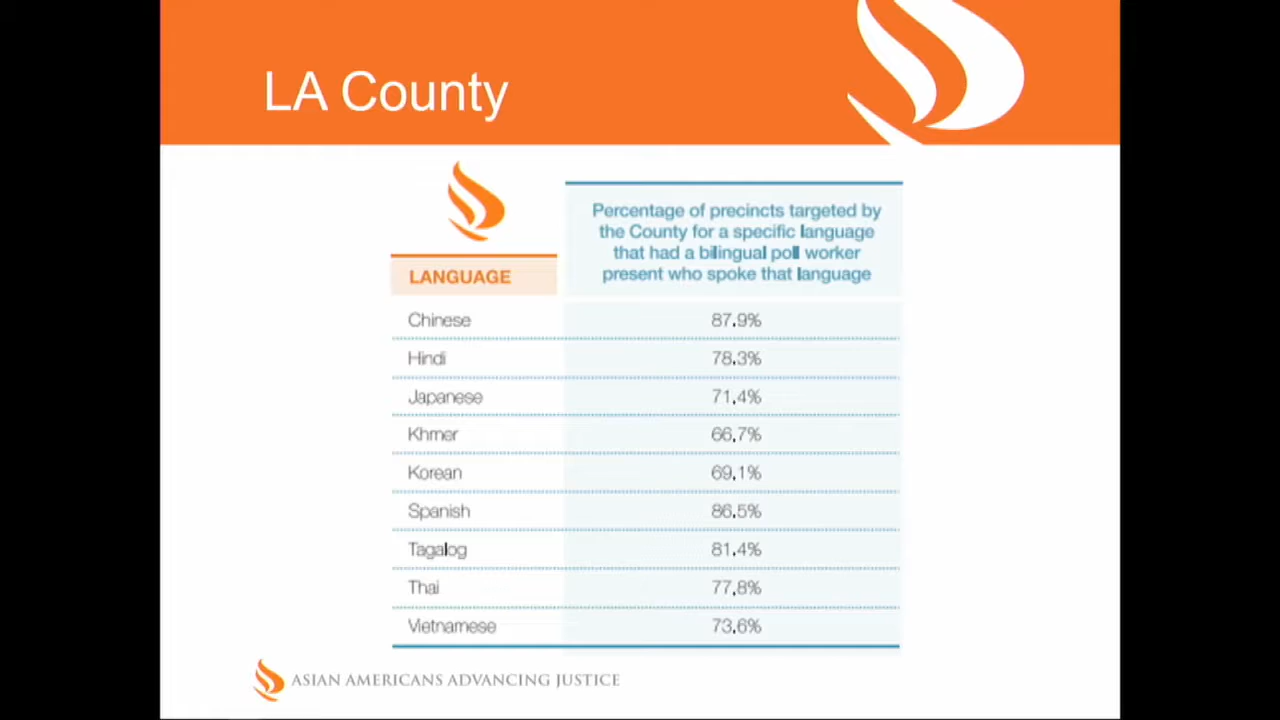 LA County
Percentage of precincts targeted by
the County for a specific language
that had a bilingual poll worker
present who spoke that language
LANGUAGE
Chinese 87.9%
Hindi 78.3%
Japanese 71.4%
Khmer 66.7%
Korean 69.1%
Spanish 86.5%
Tagalog 81.4%
Thai 77.8%
Vietnamese 73.6%
ASIAN AMERICANS ADVANCING JUSTICE